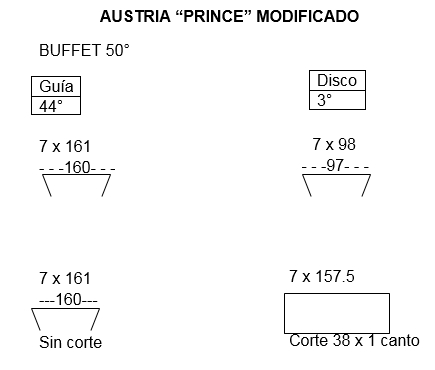 AUSTRIA “PRINCE” MODIFICADO
BUFFET 50°
Guía
44°
Disco
3°
7 x 161
- - -160- - -
7 x 98
- - -97- - -
7 x 161
---160---
Sin corte
7 x 157.5
Corte 38 x 1 canto